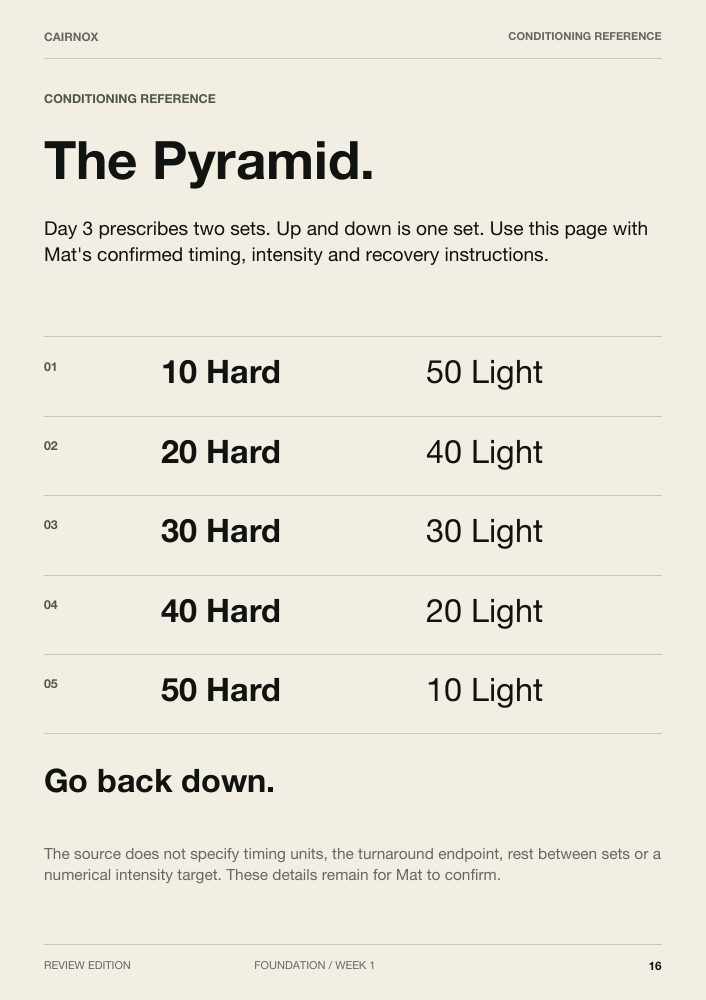 CAIRNOX
CONDITIONING REFERENCE
CONDITIONING REFERENCE
The Pyramid.
Day 3 prescribes two sets. Up and down is one set. Use this page with
Mat's confirmed timing, intensity and recovery instructions.
01 10 Hard 50 Light
02 20 Hard 40 Light
03 30 Hard 30 Light
04 40 Hard 20 Light
05 50 Hard 10 Light
Go back down.
The source does not specify timing units, the turnaround endpoint, rest between sets or a
numerical intensity target. These details remain for Mat to confirm.
REVIEW EDITION FOUNDATION / WEEK 1 16